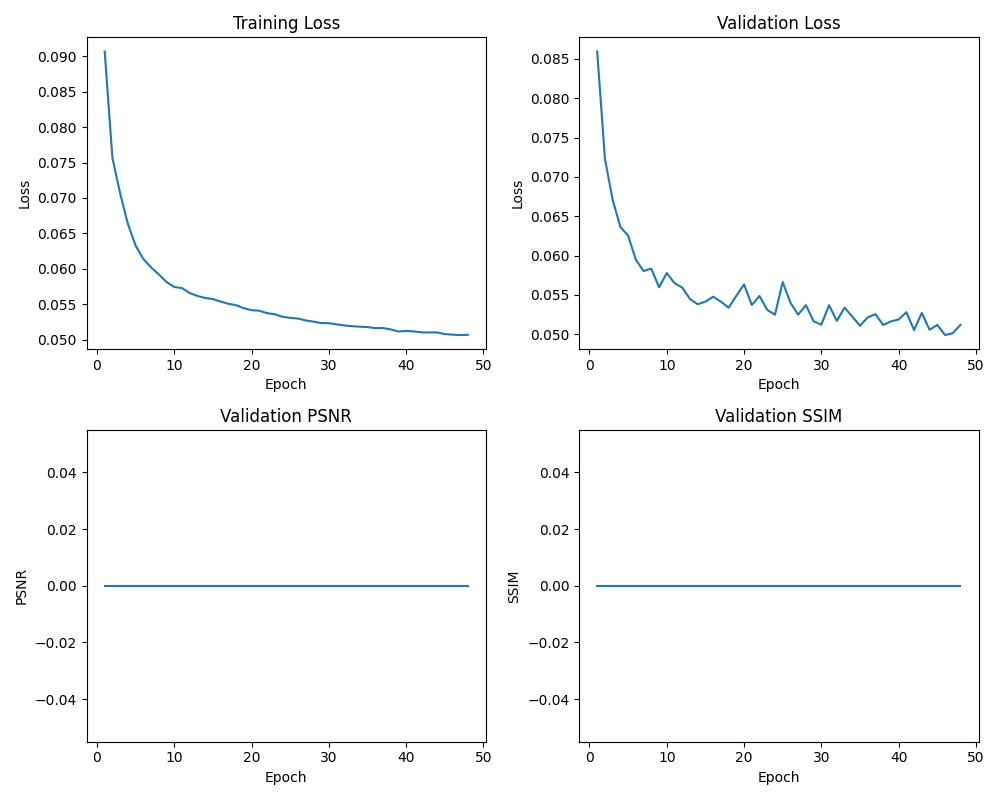 Training Loss
Validation Loss
0.090
0.085
0.080
0.075
0.070
0.065
0.060
0.055
0.050
Loss
0 10 20 30 40 50
Epoch
0.085
0.080
0.075
0.070
0.065
0.060
0.055
0.050
Loss
0 10 20 30 40 50
Epoch
Validation PSNR
Validation SSIM
0.04
0.02
0.00
−0.02
−0.04
PSNR
0 10 20 30 40 50
Epoch
0.04
0.02
0.00
−0.02
−0.04
SSIM
0 10 20 30 40 50
Epoch